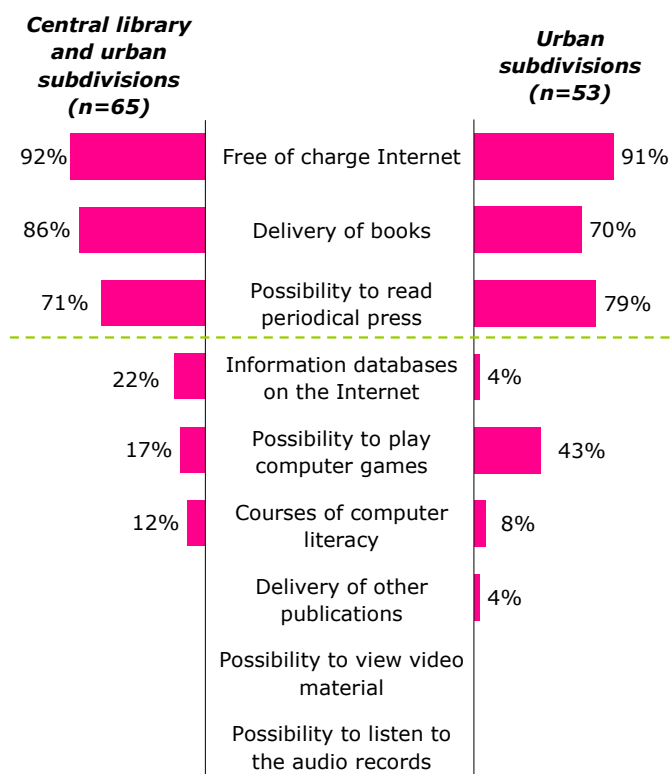 Central library
and urban
subdivisions
(n=65)
Urban
subdivisions
(n=53)
92%
Free of charge Internet
91%
86%
Delivery of books
70%
71%
Possibility to read
periodical press
79%
22%
Information databases
on the Internet
4%
17%
Possibility to play
computer games
43%
12%
Courses of computer
literacy
8%
Delivery of other
publications
4%
Possibility to view video
material
Possibility to listen to
the audio records